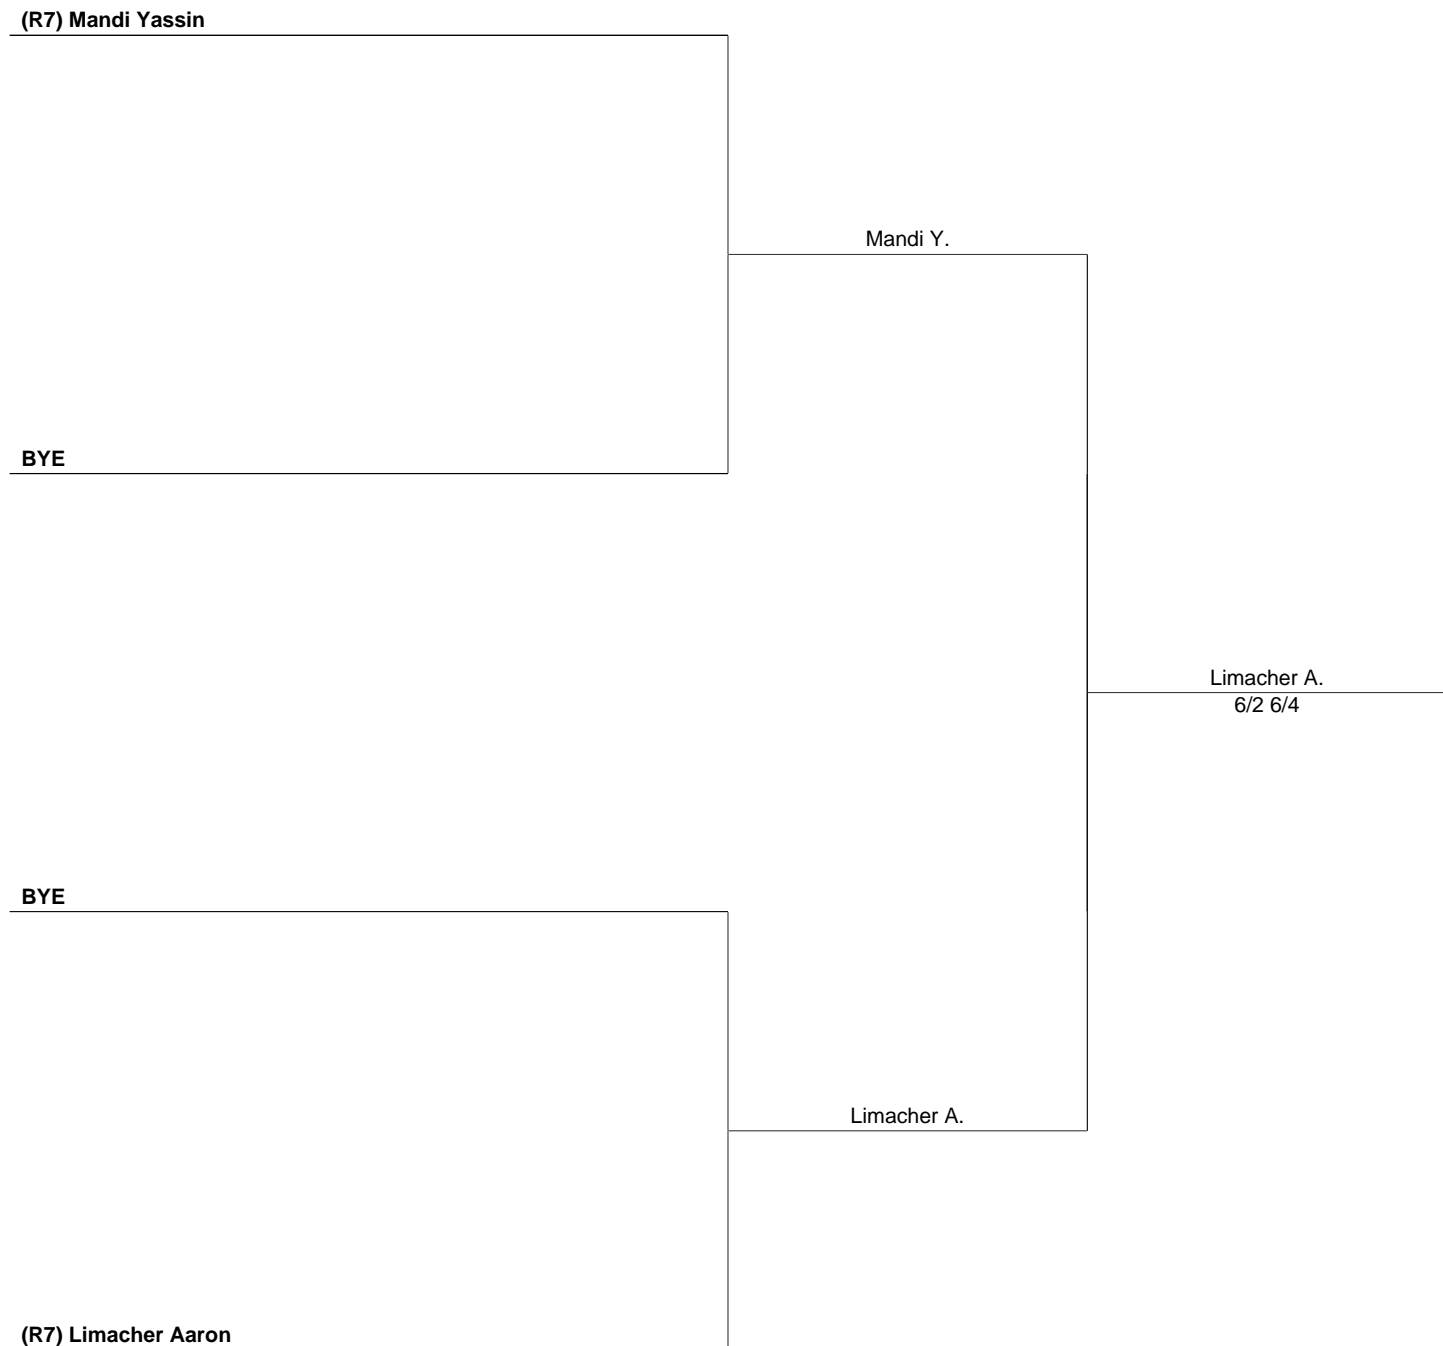 (R7) Mandi Yassin
Mandi Y.
BYE
Limacher A.
6/2 6/4
BYE
Limacher A.
(R7) Limacher Aaron